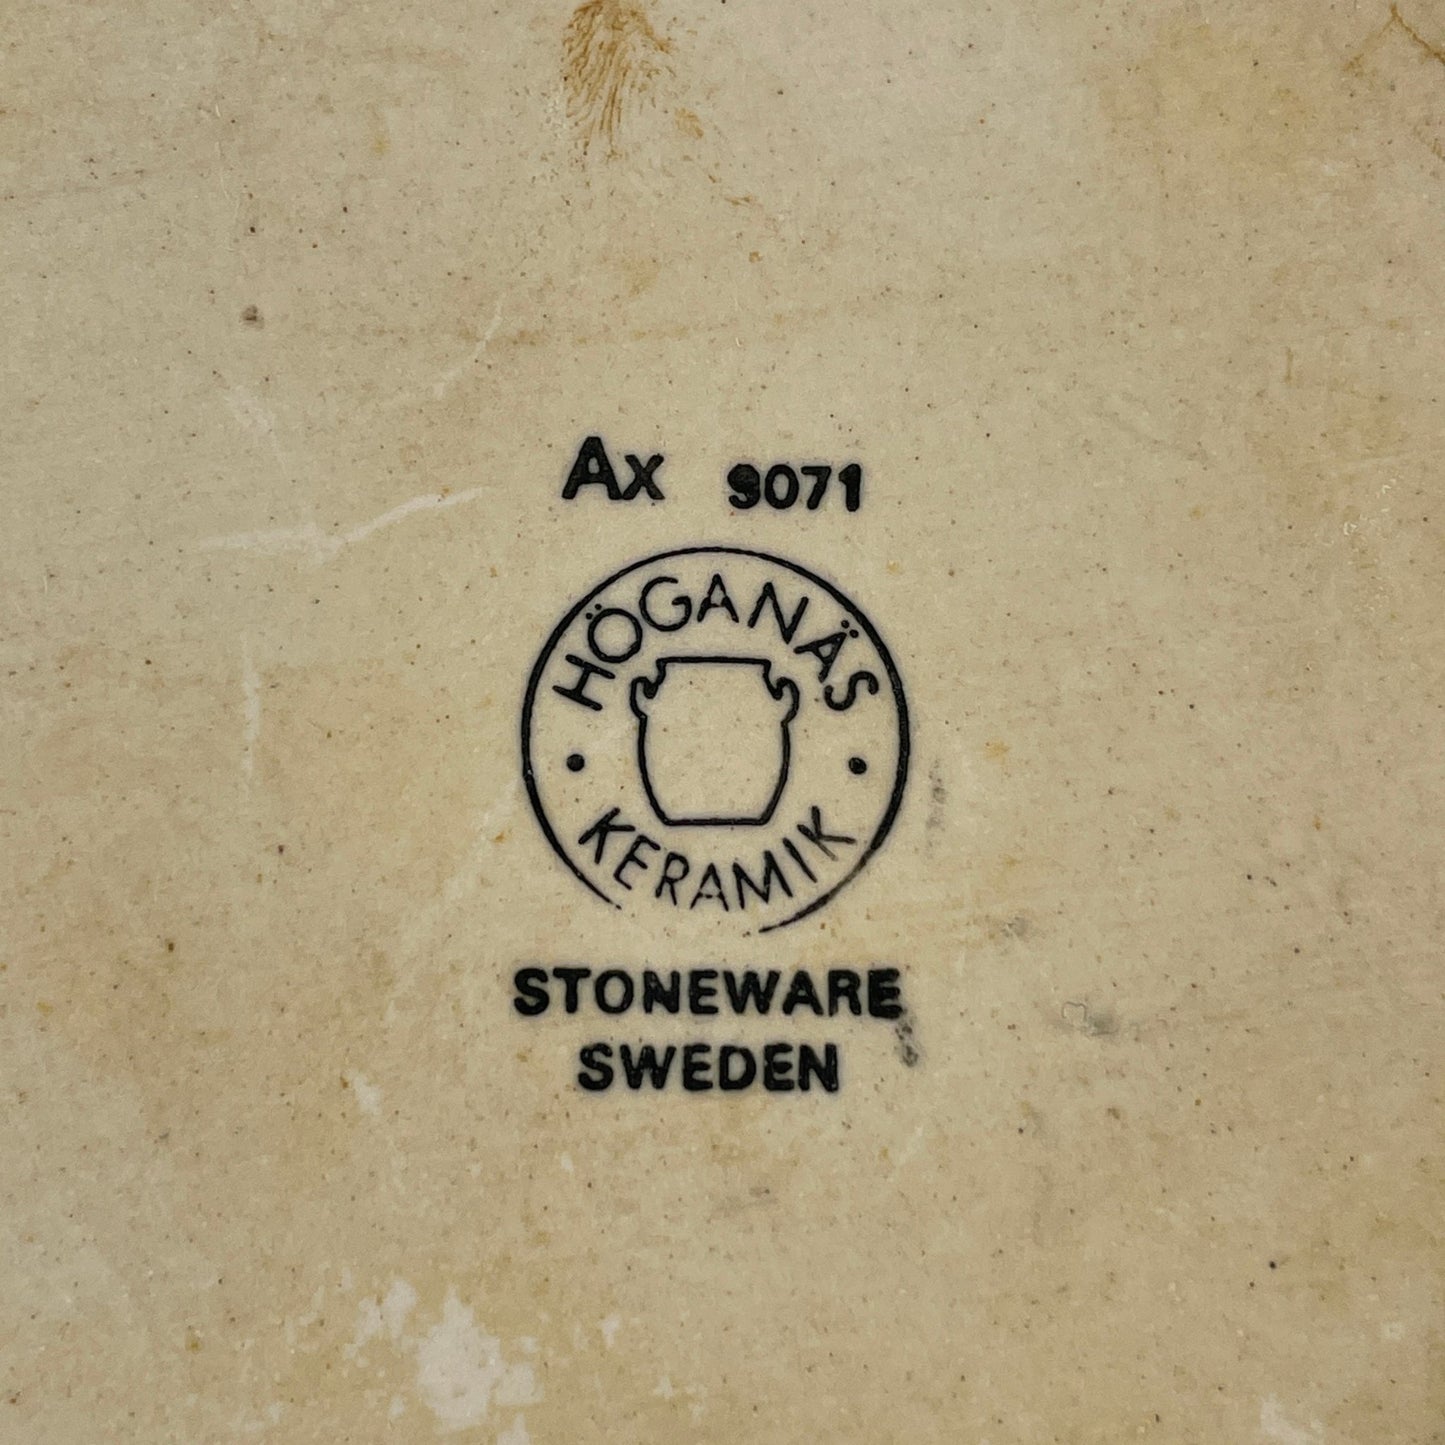 Ax 9071
HÖGANÄS
• KERAMIK •
STONEWARE
SWEDEN